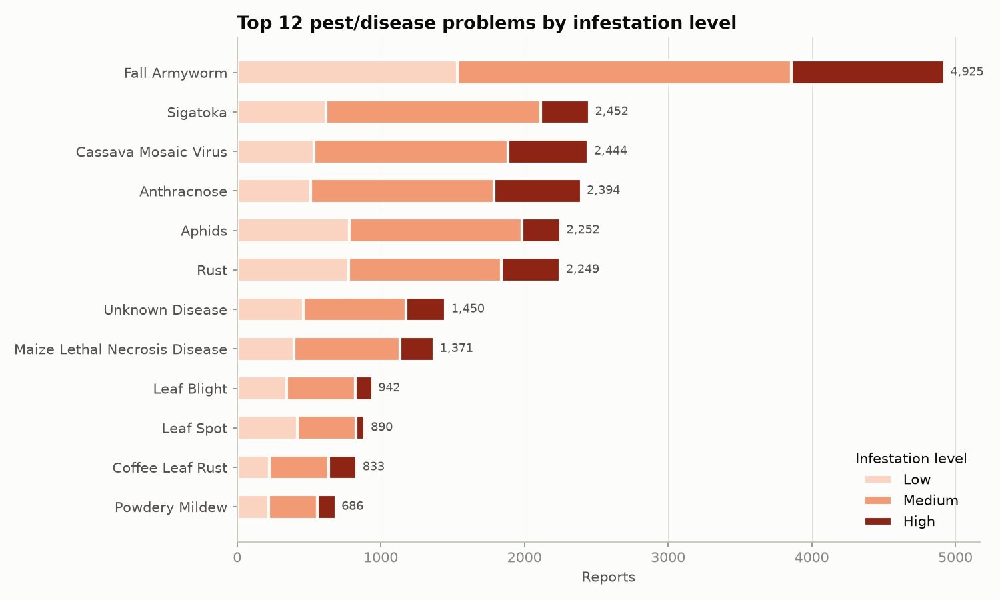 Top 12 pest/disease problems by infestation level
Fall Armyworm 4,925
Sigatoka 2,452
Cassava Mosaic Virus 2,444
Anthracnose 2,394
Aphids 2,252
Rust 2,249
Unknown Disease 1,450
Maize Lethal Necrosis Disease 1,371
Leaf Blight 942
Leaf Spot 890
Coffee Leaf Rust 833
Powdery Mildew 686
Infestation level
Low
Medium
High
0 1000 2000 3000 4000 5000
Reports